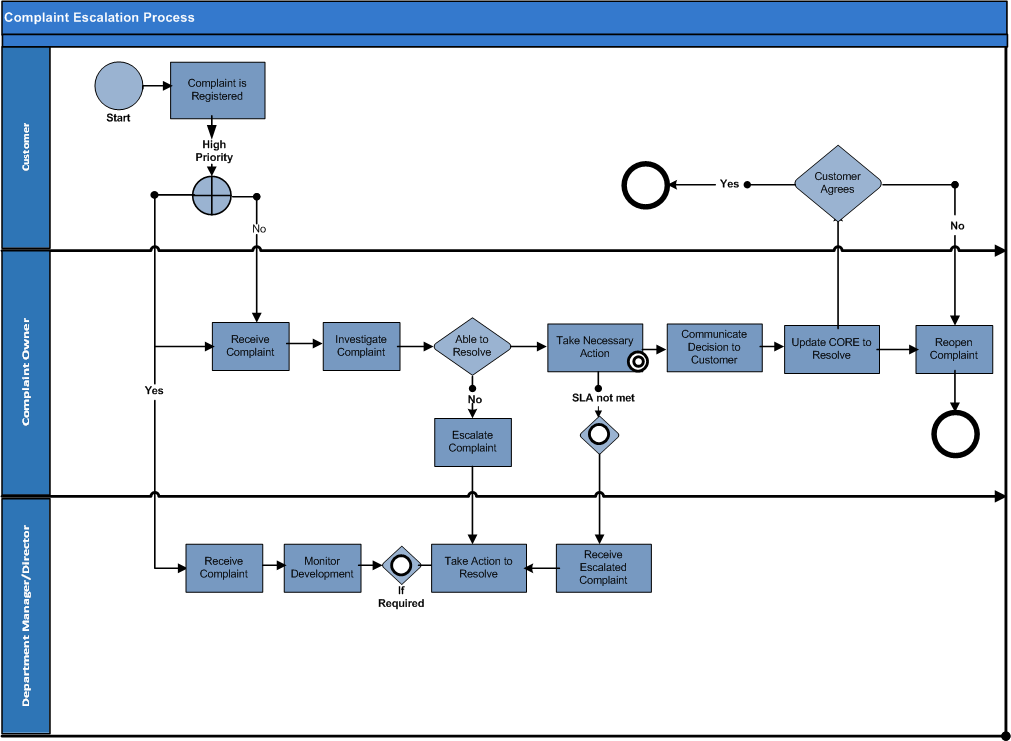 Complaint Escalation Process
Customer
Complaint is
Registered
Start
High
Priority
No
Yes
Customer
Agrees
No
Complaint Owner
Receive
Complaint
Investigate
Complaint
Able to
Resolve
Take Necessary
Action
Communicate
Decision to
Customer
Update CORE to
Resolve
Reopen
Complaint
Yes
No
SLA not met
Escalate
Complaint
Department Manager/Director
Receive
Complaint
Monitor
Development
If
Required
Take Action to
Resolve
Receive
Escalated
Complaint